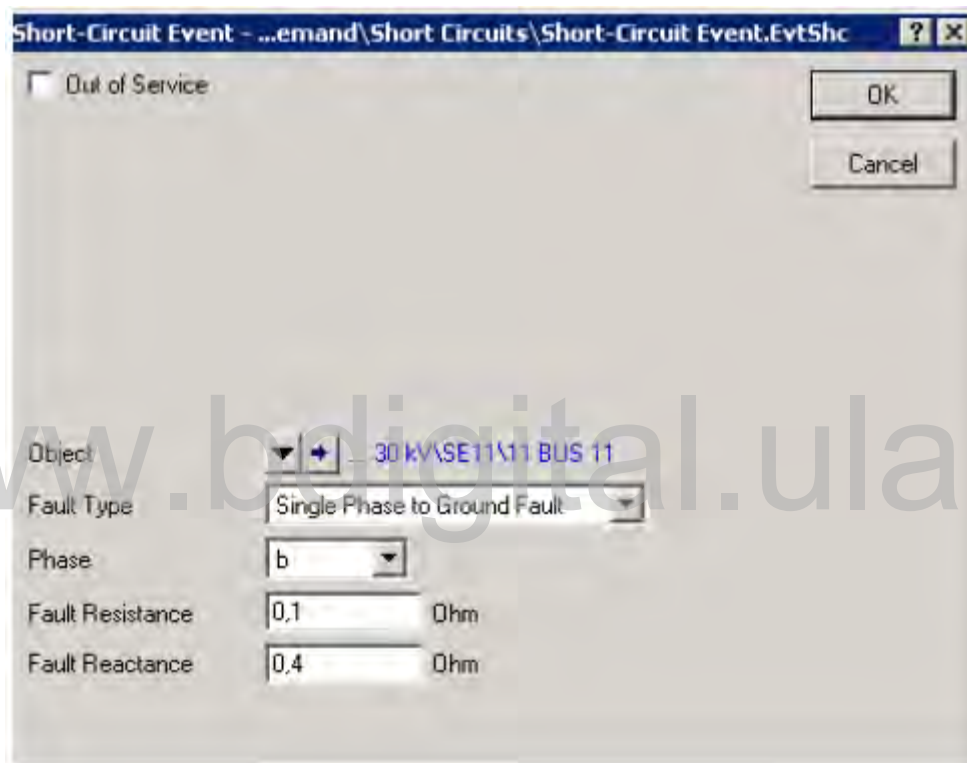 Short-Circuit Event - ...emand\Short Circuits\Short-Circuit Event.EvtShc
Out of Service
OK
Cancel
Object
... 30 kV\SE11\11 BUS 11
Fault Type
Single Phase to Ground Fault
Phase
b
Fault Resistance
0,1
Ohm
Fault Reactance
0,4
Ohm
w.bdigital.ula